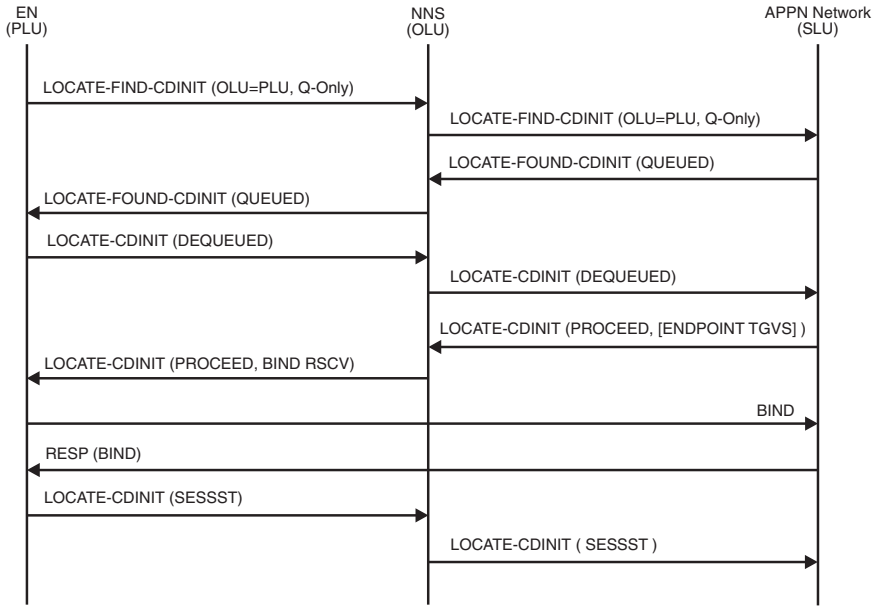 EN
(PLU)
NNS
(OLU)
APPN Network
(SLU)
LOCATE-FIND-CDINIT (OLU=PLU, Q-Only)
LOCATE-FIND-CDINIT (OLU=PLU, Q-Only)
LOCATE-FOUND-CDINIT (QUEUED)
LOCATE-FOUND-CDINIT (QUEUED)
LOCATE-CDINIT (DEQUEUED)
LOCATE-CDINIT (DEQUEUED)
LOCATE-CDINIT (PROCEED, [ENDPOINT TGVS] )
LOCATE-CDINIT (PROCEED, BIND RSCV)
BIND
RESP (BIND)
LOCATE-CDINIT (SESSST)
LOCATE-CDINIT ( SESSST )